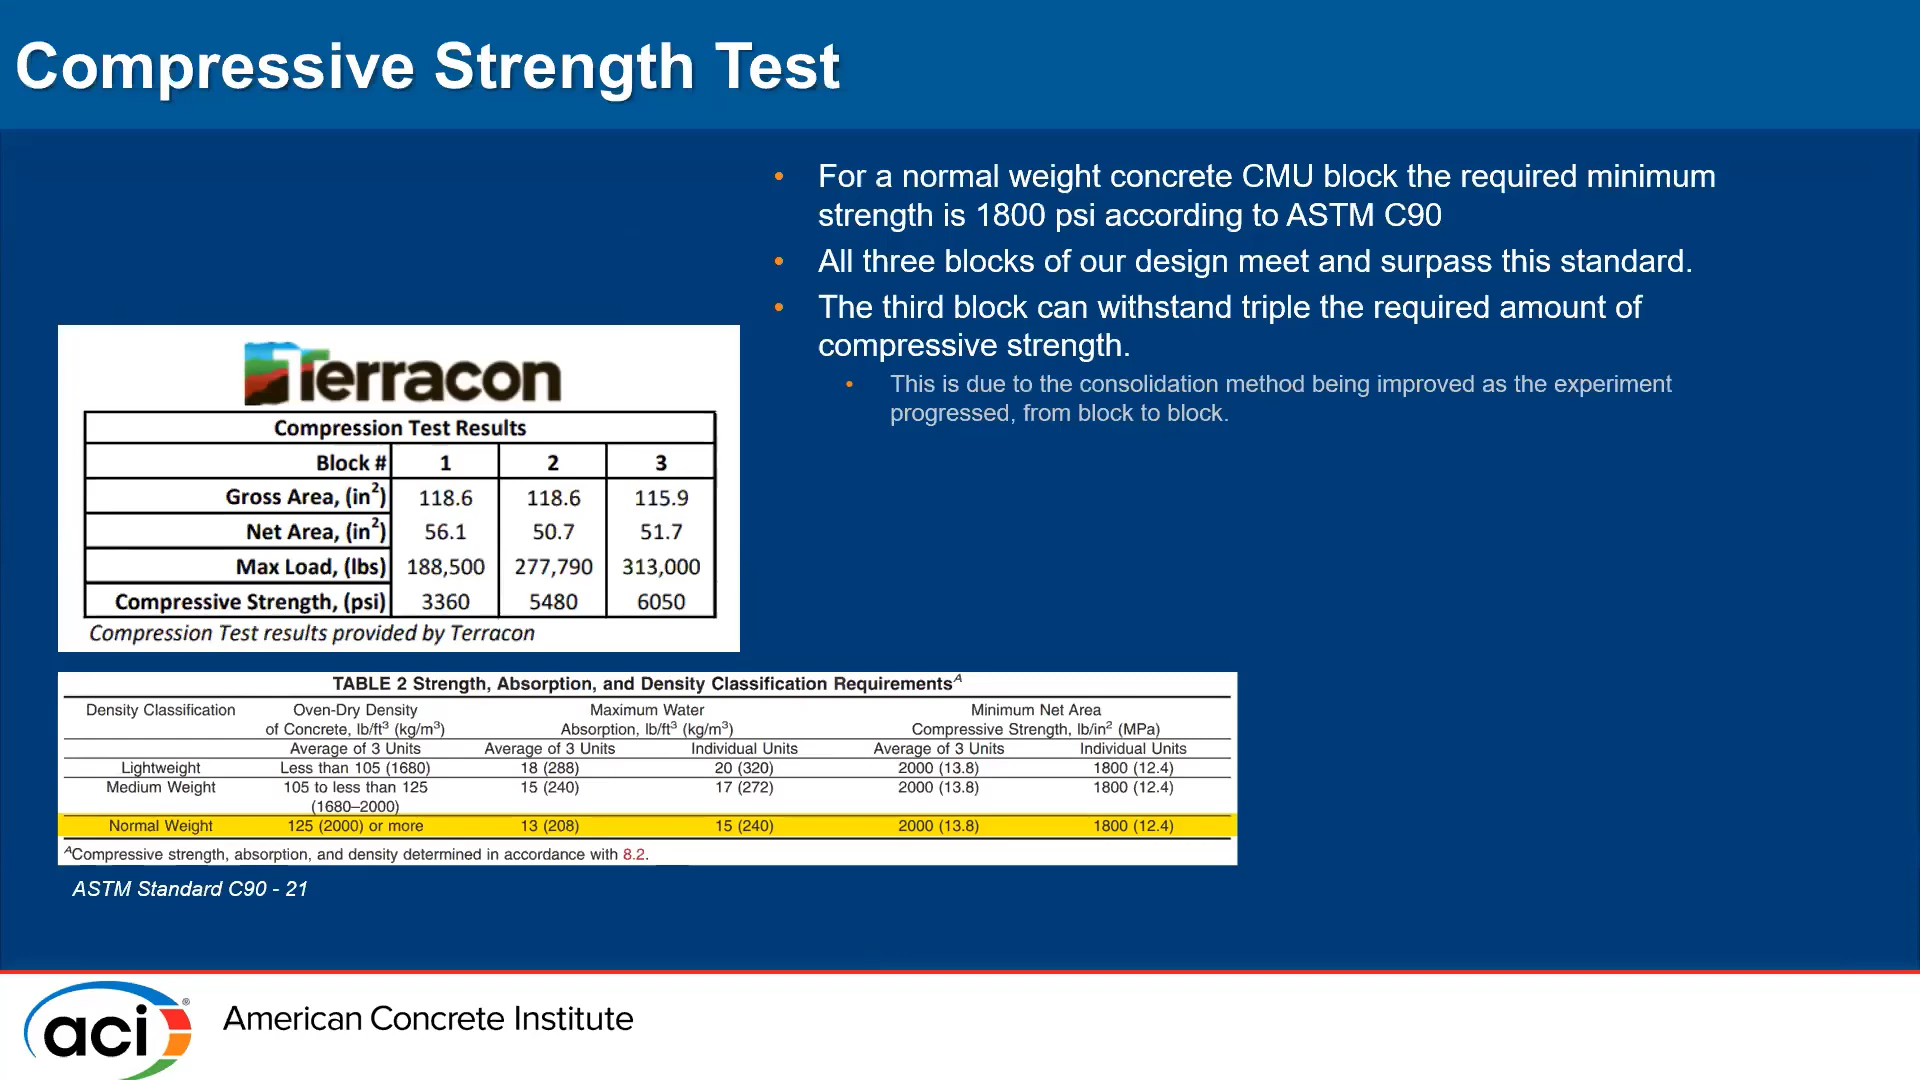 Compressive Strength Test
• For a normal weight concrete CMU block the required minimum
strength is 1800 psi according to ASTM C90
• All three blocks of our design meet and surpass this standard.
• The third block can withstand triple the required amount of
compressive strength.
• This is due to the consolidation method being improved as the experiment
progressed, from block to block.
Terracon
Compression Test Results
Block # 1 2 3
Gross Area, (in²) 118.6 118.6 115.9
Net Area, (in²) 56.1 50.7 51.7
Max Load, (lbs) 188,500 277,790 313,000
Compressive Strength, (psi) 3360 5480 6050
Compression Test results provided by Terracon
TABLE 2 Strength, Absorption, and Density Classification Requirements^A
Density Classification Oven-Dry Density Maximum Water Minimum Net Area
of Concrete, lb/ft³ (kg/m³) Absorption, lb/ft³ (kg/m³) Compressive Strength, lb/in² (MPa)
Average of 3 Units Average of 3 Units Individual Units Average of 3 Units Individual Units
Lightweight Less than 105 (1680) 18 (288) 20 (320) 2000 (13.8) 1800 (12.4)
Medium Weight 105 to less than 125 15 (240) 17 (272) 2000 (13.8) 1800 (12.4)
(1680–2000)
Normal Weight 125 (2000) or more 13 (208) 15 (240) 2000 (13.8) 1800 (12.4)
^A Compressive strength, absorption, and density determined in accordance with 8.2.
ASTM Standard C90 - 21
aci ® American Concrete Institute